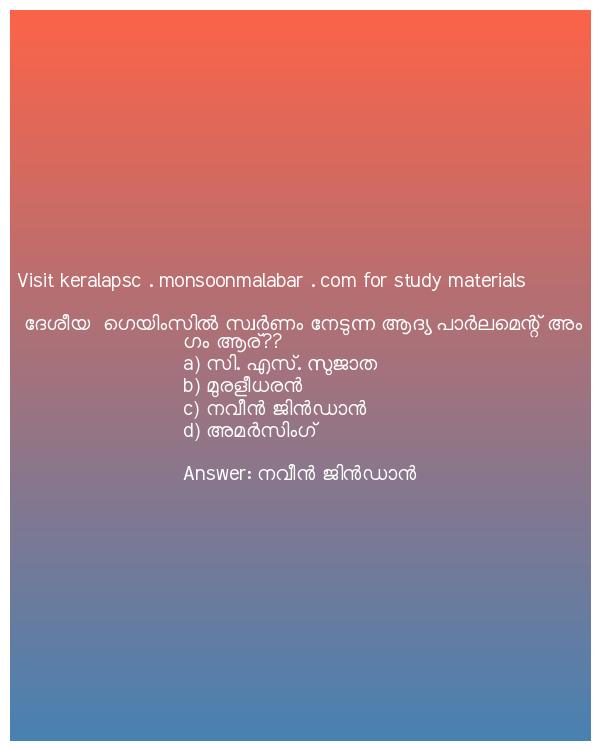 Visit keralapsc . monsoonmalabar . com for study materials
ദേശീയ ഗെയിംസിൽ സ്വർണം നേടുന്ന ആദ്യ പാർലമെന്റ് അം
ഗം ആര്??
a) സി. എസ്. സുജാത
b) മുരളീധരൻ
c) നവീൻ ജിൻഡാൻ
d) അമർസിംഗ്
Answer: നവീൻ ജിൻഡാൻ